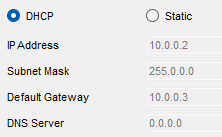 DHCP Static
IP Address 10.0.0.2
Subnet Mask 255.0.0.0
Default Gateway 10.0.0.3
DNS Server 0.0.0.0